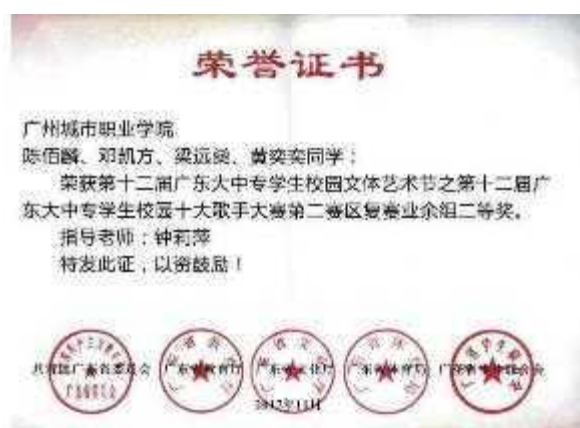 荣誉证书
广州城市职业学院
陈佰麟、邓凯方、梁远燊、黄奕奕同学：
荣获第十二届广东大中专学生校园文体艺术节之第十二届广
东大中专学生校园十大歌手大赛第二赛区复赛业余组二等奖。
指导老师：钟莉萍
特发此证，以资鼓励！